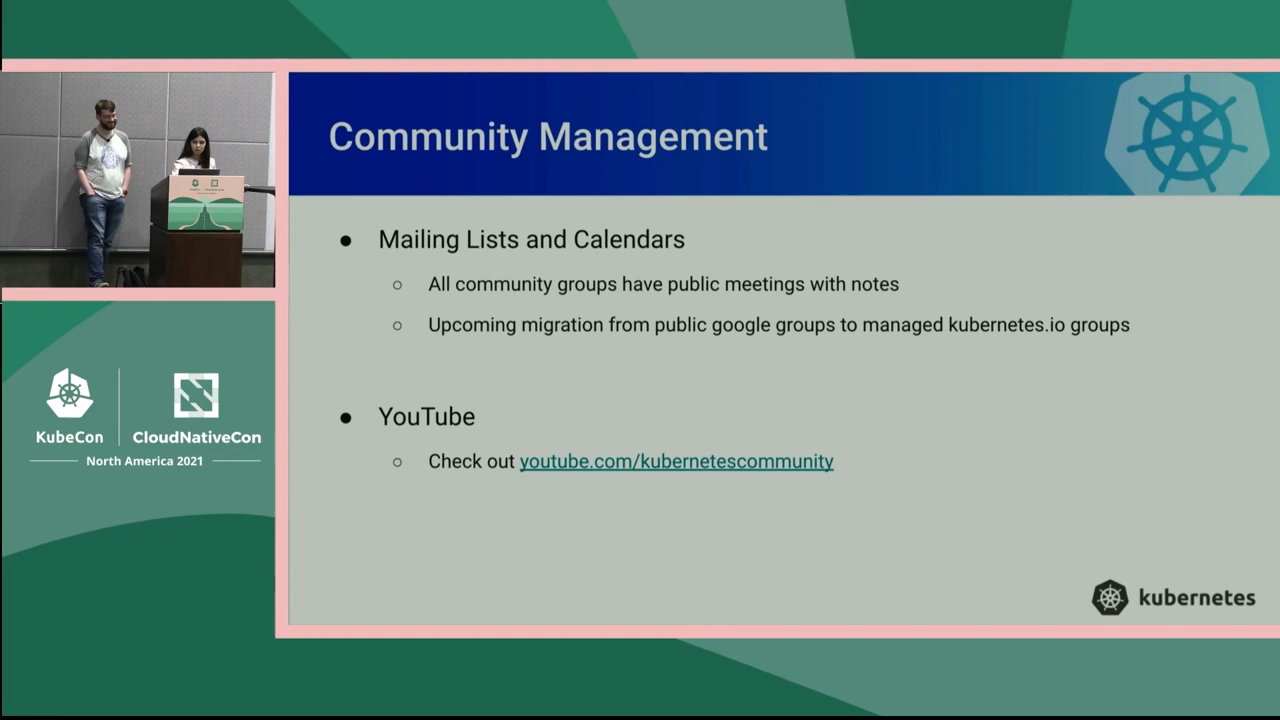 Community Management
● Mailing Lists and Calendars
○ All community groups have public meetings with notes
○ Upcoming migration from public google groups to managed kubernetes.io groups
● YouTube
○ Check out youtube.com/kubernetescommunity
KubeCon
CloudNativeCon
North America 2021
kubernetes